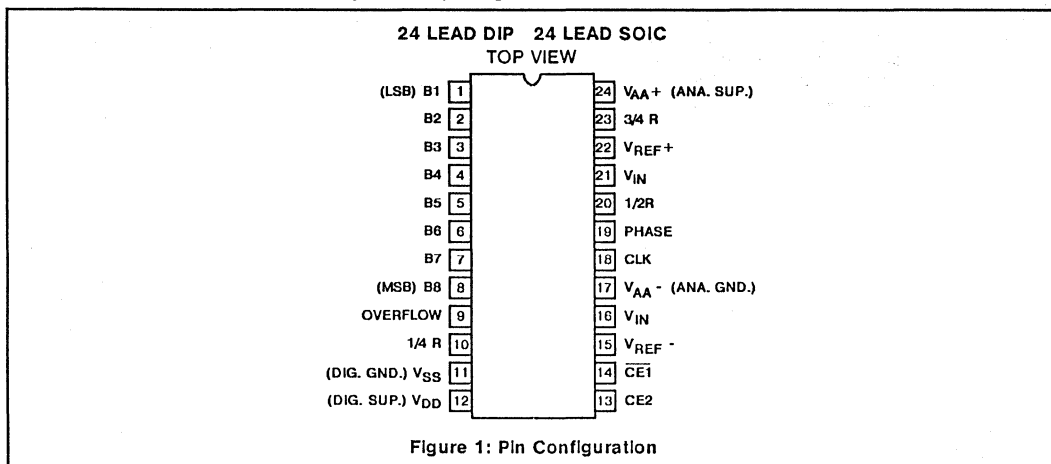 24 LEAD DIP 24 LEAD SOIC
TOP VIEW
(LSB) B1 1
B2 2
B3 3
B4 4
B5 5
B6 6
B7 7
(MSB) B8 8
OVERFLOW 9
1/4 R 10
(DIG. GND.) VSS 11
(DIG. SUP.) VDD 12
24 VAA+ (ANA. SUP.)
23 3/4 R
22 VREF+
21 VIN
20 1/2R
19 PHASE
18 CLK
17 VAA - (ANA. GND.)
16 VIN
15 VREF -
14 C̅E̅1̅
13 CE2
Figure 1: Pin Configuration